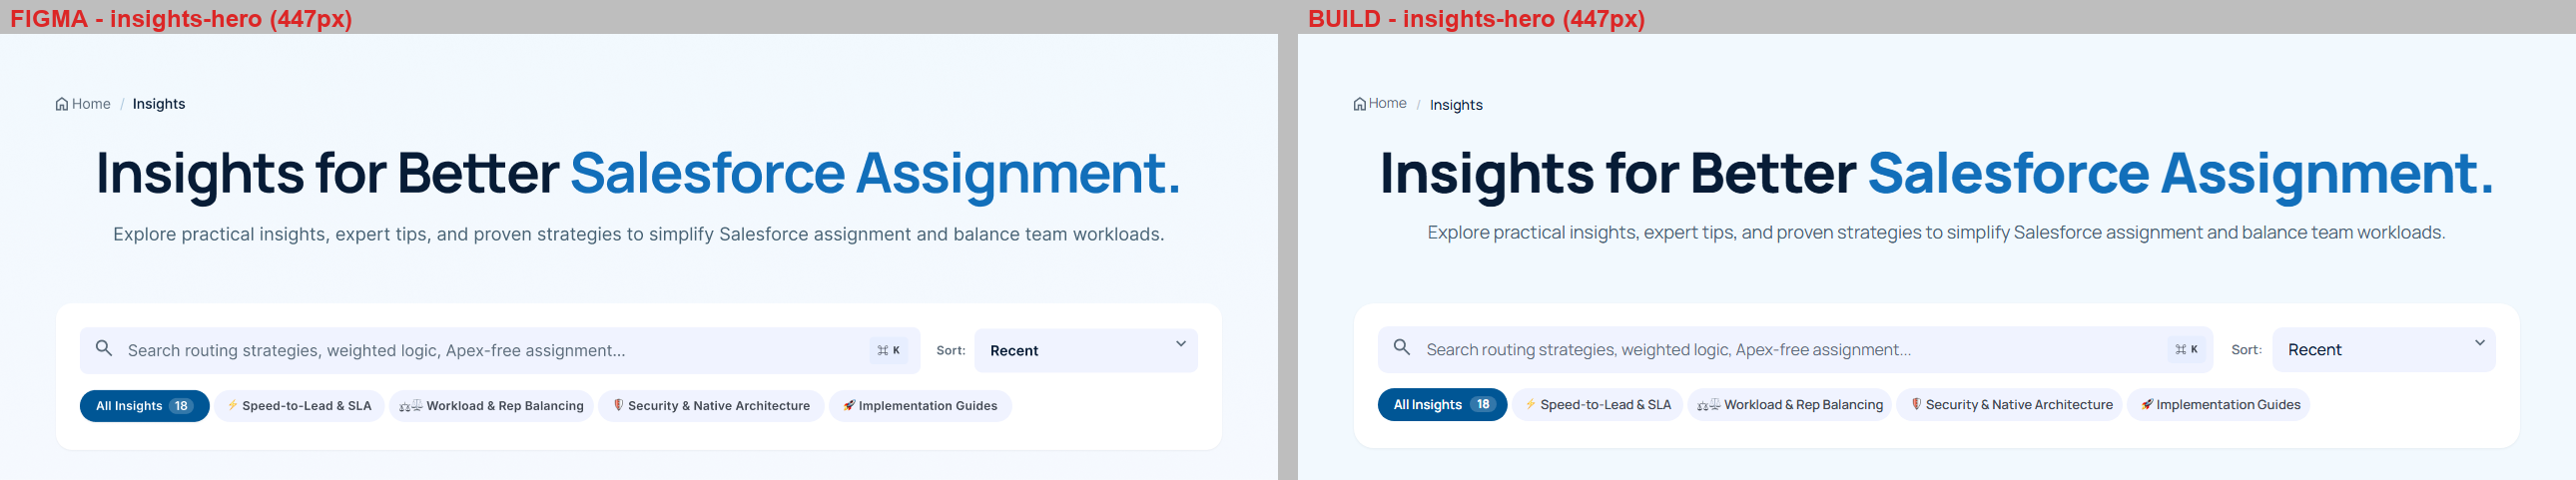 FIGMA - insights-hero (447px)
Home / Insights
Insights for Better Salesforce Assignment.
Explore practical insights, expert tips, and proven strategies to simplify Salesforce assignment and balance team workloads.
Search routing strategies, weighted logic, Apex-free assignment... ⌘ K Sort: Recent
All Insights 18 ⚡ Speed-to-Lead & SLA ⚖ Workload & Rep Balancing Security & Native Architecture 🚀 Implementation Guides
BUILD - insights-hero (447px)
Home / Insights
Insights for Better Salesforce Assignment.
Explore practical insights, expert tips, and proven strategies to simplify Salesforce assignment and balance team workloads.
Search routing strategies, weighted logic, Apex-free assignment... ⌘ K Sort: Recent
All Insights 18 ⚡ Speed-to-Lead & SLA ⚖ Workload & Rep Balancing Security & Native Architecture 🚀 Implementation Guides